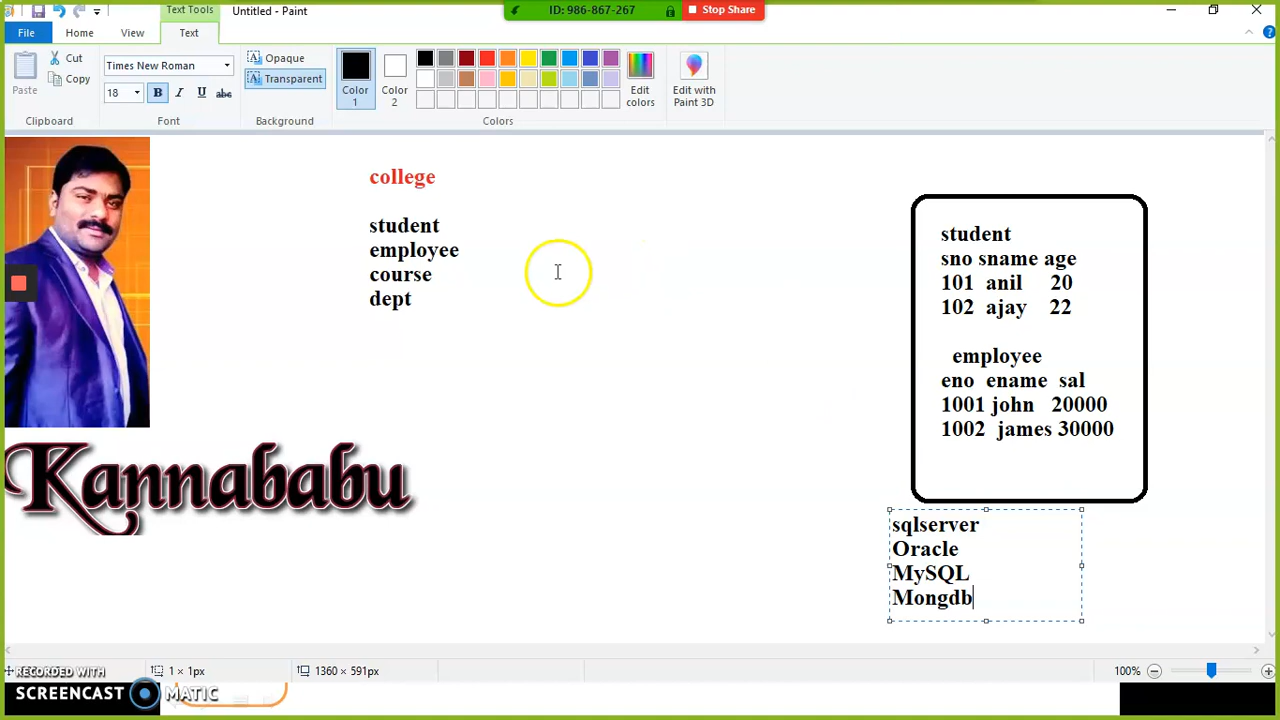 Text Tools
Untitled - Paint
ID: 986-867-267
Stop Share
File
Home
View
Text
Paste
Cut
Copy
Clipboard
Times New Roman
18
B I U abc
Font
Opaque
Transparent
Background
Color 1
Color 2
Edit colors
Colors
Edit with Paint 3D
college
student
employee
course
dept
Kannababu
student
sno sname age
101 anil 20
102 ajay 22
employee
eno ename sal
1001 john 20000
1002 james 30000
sqlserver
Oracle
MySQL
Mongdb
1 × 1px
1360 × 591px
100%
RECORDED WITH
SCREENCAST MATIC